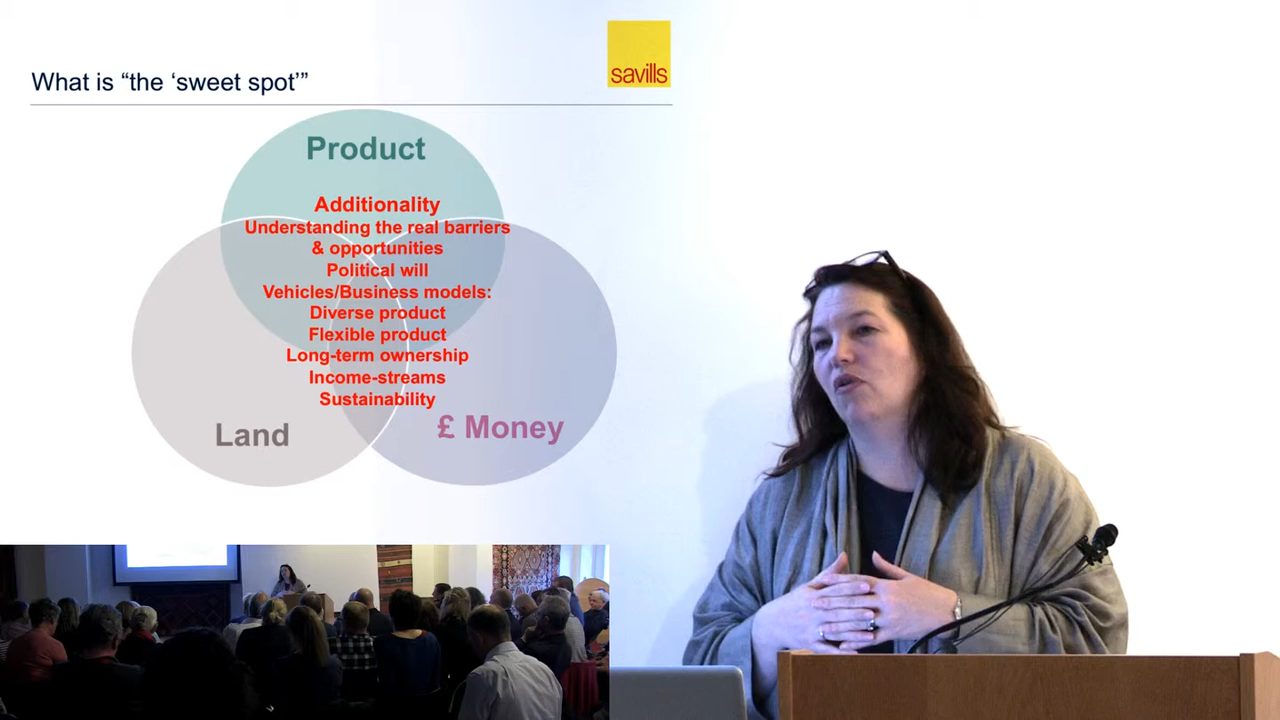 savills
What is “the ‘sweet spot’”
Product
Additionality
Understanding the real barriers
& opportunities
Political will
Vehicles/Business models:
Diverse product
Flexible product
Long-term ownership
Income-streams
Sustainability
£ Money
Land